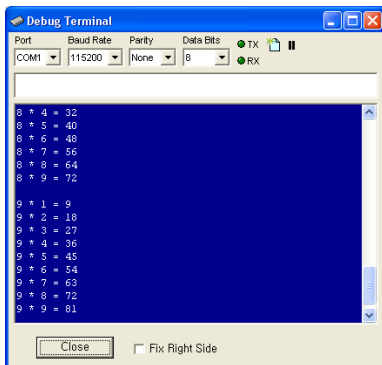 Debug Terminal
Port Baud Rate Parity Data Bits
COM1 115200 None 8
TX
RX
8 * 4 = 32
8 * 5 = 40
8 * 6 = 48
8 * 7 = 56
8 * 8 = 64
8 * 9 = 72
9 * 1 = 9
9 * 2 = 18
9 * 3 = 27
9 * 4 = 36
9 * 5 = 45
9 * 6 = 54
9 * 7 = 63
9 * 8 = 72
9 * 9 = 81
Close Fix Right Side